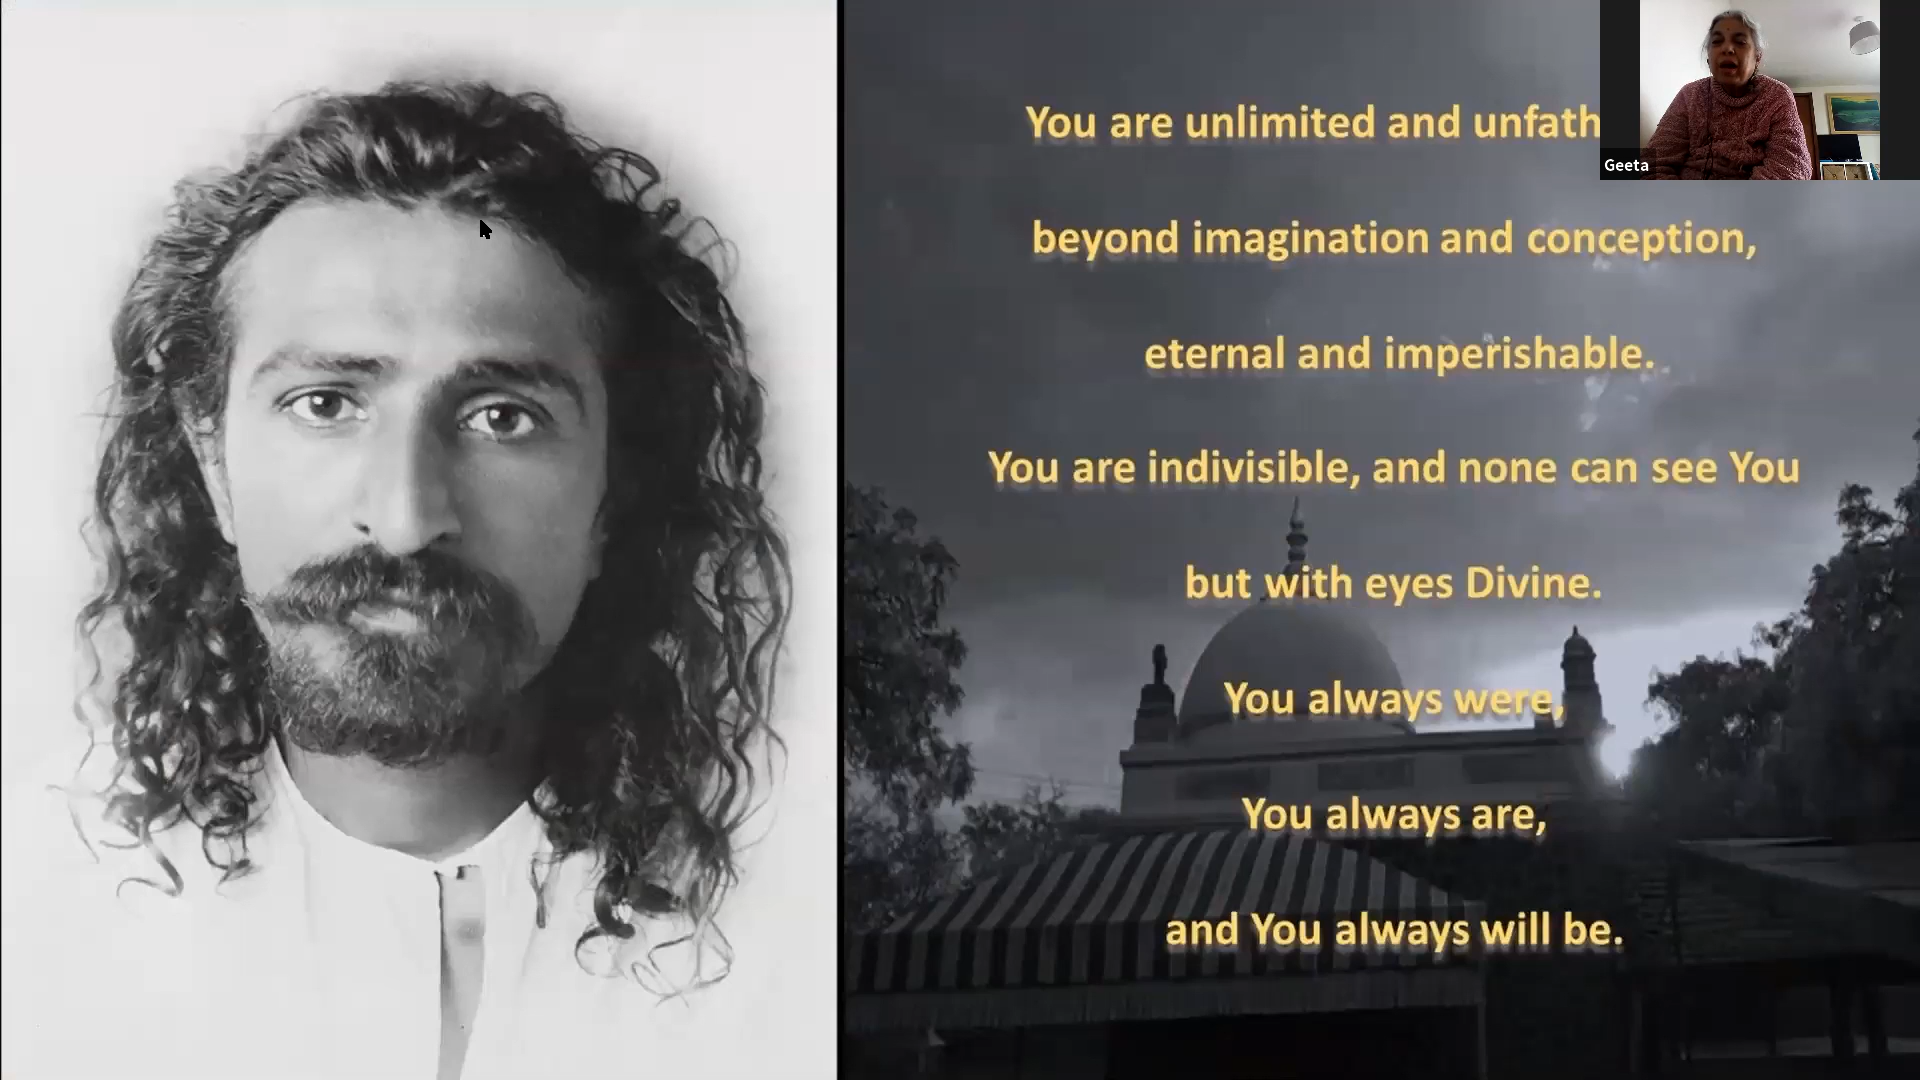 You are unlimited and unfath
beyond imagination and conception,
eternal and imperishable.
You are indivisible, and none can see You
but with eyes Divine.
You always were,
You always are,
and You always will be.
Geeta